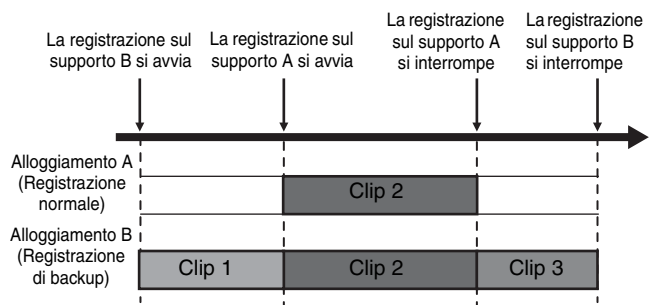 La registrazione sul
supporto B si avvia
La registrazione sul
supporto A si avvia
La registrazione
sul supporto A
si interrompe
La registrazione
sul supporto B
si interrompe
Alloggiamento A
(Registrazione
normale)
Clip 2
Alloggiamento B
(Registrazione
di backup)
Clip 1
Clip 2
Clip 3